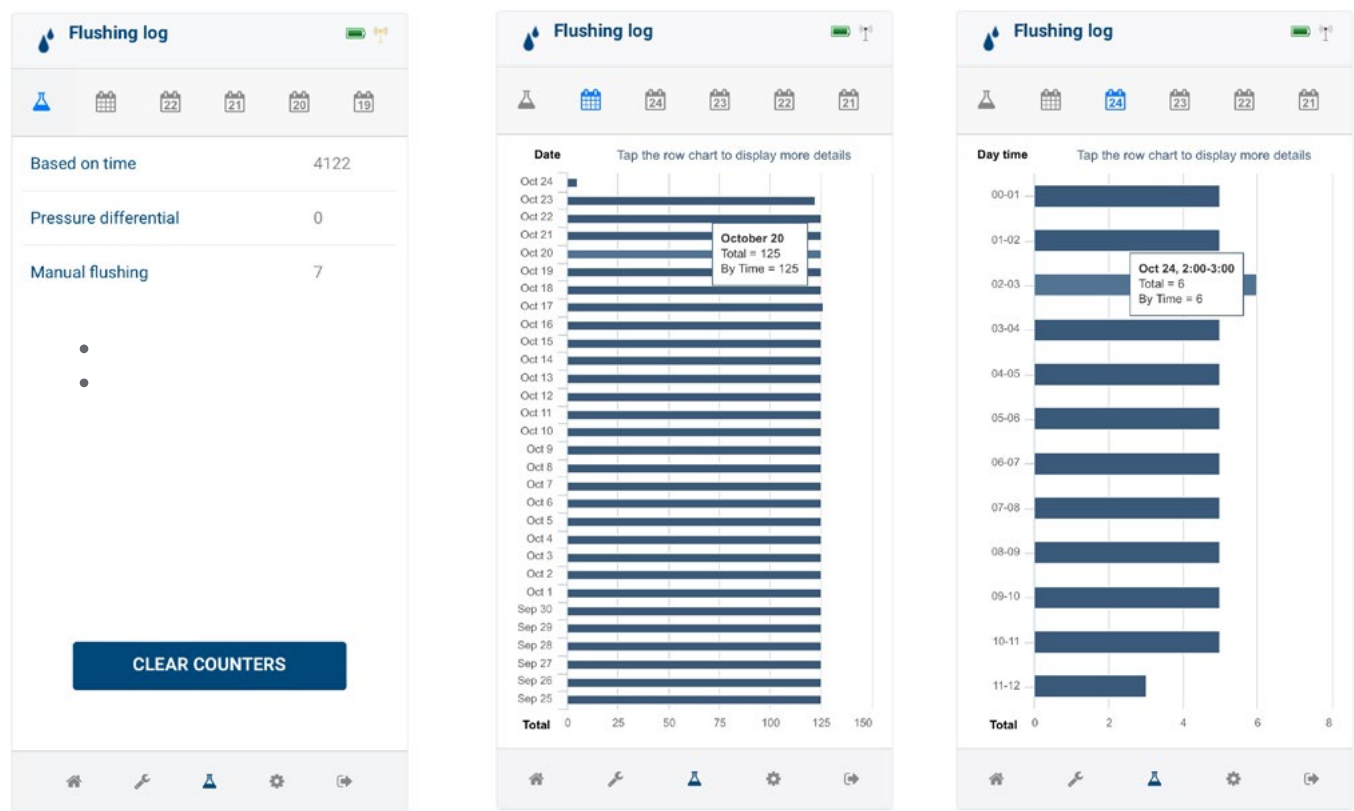 Flushing log
22 21 20 19
Based on time 4122
Pressure differential 0
Manual flushing 7
CLEAR COUNTERS
Flushing log
24 23 22 21
Date Tap the row chart to display more details
Oct 24
Oct 23
Oct 22
Oct 21
Oct 20
Oct 19
Oct 18
Oct 17
Oct 16
Oct 15
Oct 14
Oct 13
Oct 12
Oct 11
Oct 10
Oct 9
Oct 8
Oct 7
Oct 6
Oct 5
Oct 4
Oct 3
Oct 2
Oct 1
Sep 30
Sep 29
Sep 28
Sep 27
Sep 26
Sep 25
October 20
Total = 125
By Time = 125
Total 0 25 50 75 100 125 150
Flushing log
24 23 22 21
Day time Tap the row chart to display more details
00-01
01-02
02-03
03-04
04-05
05-06
06-07
07-08
08-09
09-10
10-11
11-12
Oct 24, 2:00-3:00
Total = 6
By Time = 6
Total 0 2 4 6 8